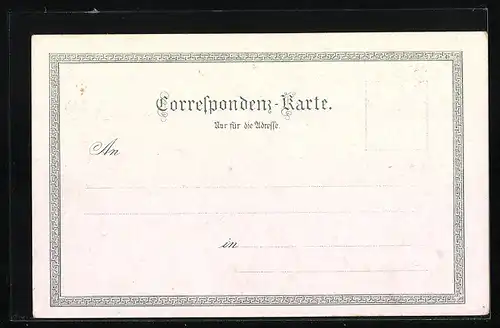 Correſpondenz-Karte.
Nur für die Adreſſe.
An
in